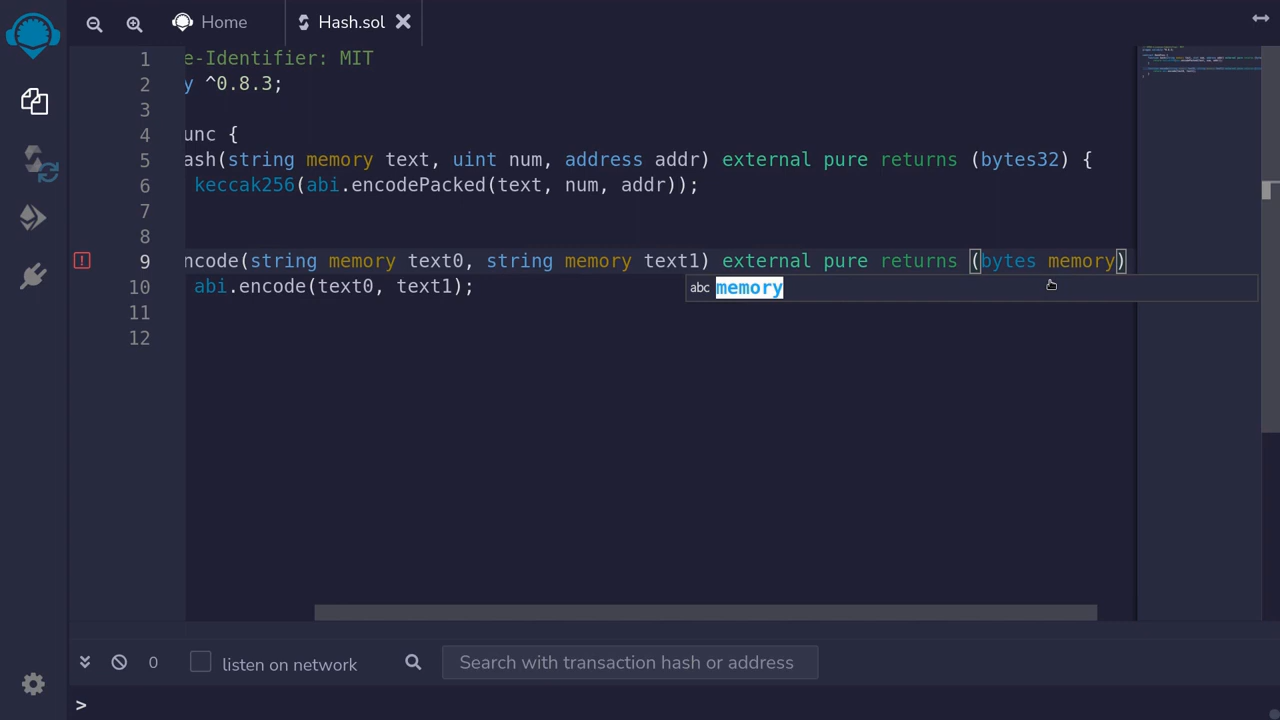 Home
Hash.sol
1 e-Identifier: MIT
2 y ^0.8.3;
3
4 unc {
5 ash(string memory text, uint num, address addr) external pure returns (bytes32) {
6 keccak256(abi.encodePacked(text, num, addr));
7
8
9 ncode(string memory text0, string memory text1) external pure returns (bytes memory)
abc memory
10 abi.encode(text0, text1);
11
12
0 listen on network Search with transaction hash or address
>